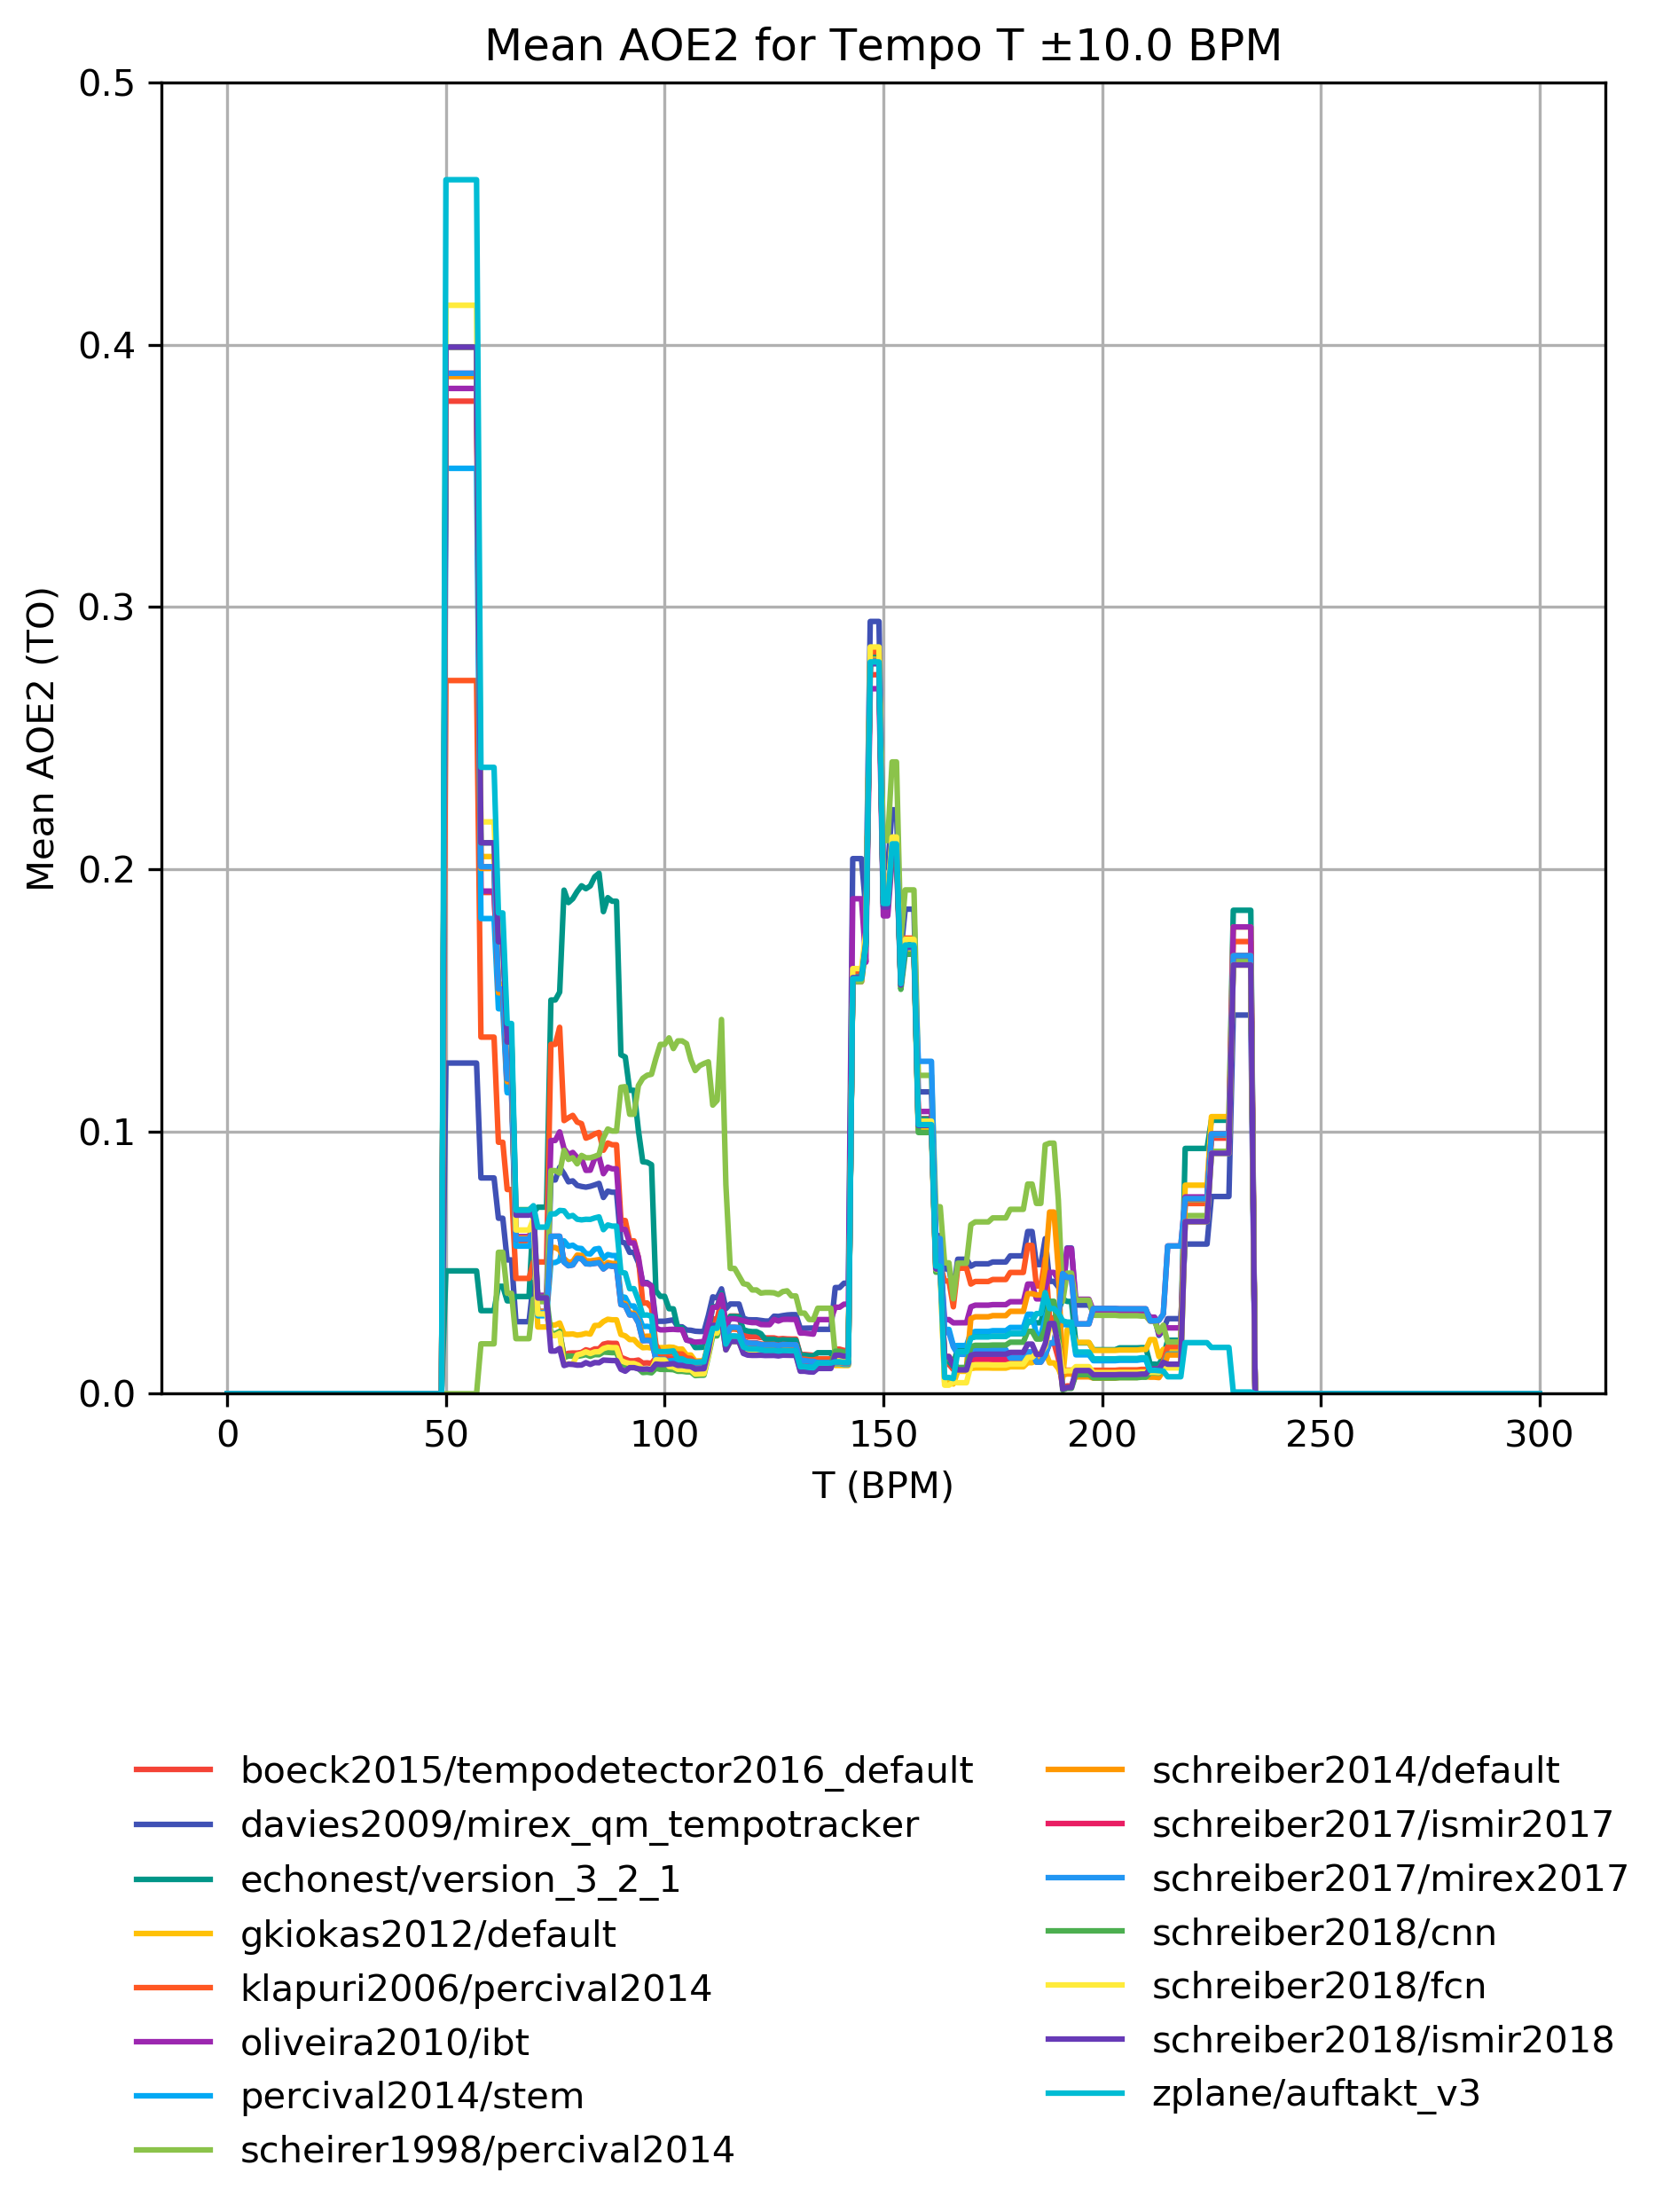 Mean AOE2 for Tempo T ±10.0 BPM
0.5
0.4
0.3
0.2
0.1
0.0
Mean AOE2 (TO)
0 50 100 150 200 250 300
T (BPM)
boeck2015/tempodetector2016_default
davies2009/mirex_qm_tempotracker
echonest/version_3_2_1
gkiokas2012/default
klapuri2006/percival2014
oliveira2010/ibt
percival2014/stem
scheirer1998/percival2014
schreiber2014/default
schreiber2017/ismir2017
schreiber2017/mirex2017
schreiber2018/cnn
schreiber2018/fcn
schreiber2018/ismir2018
zplane/auftakt_v3